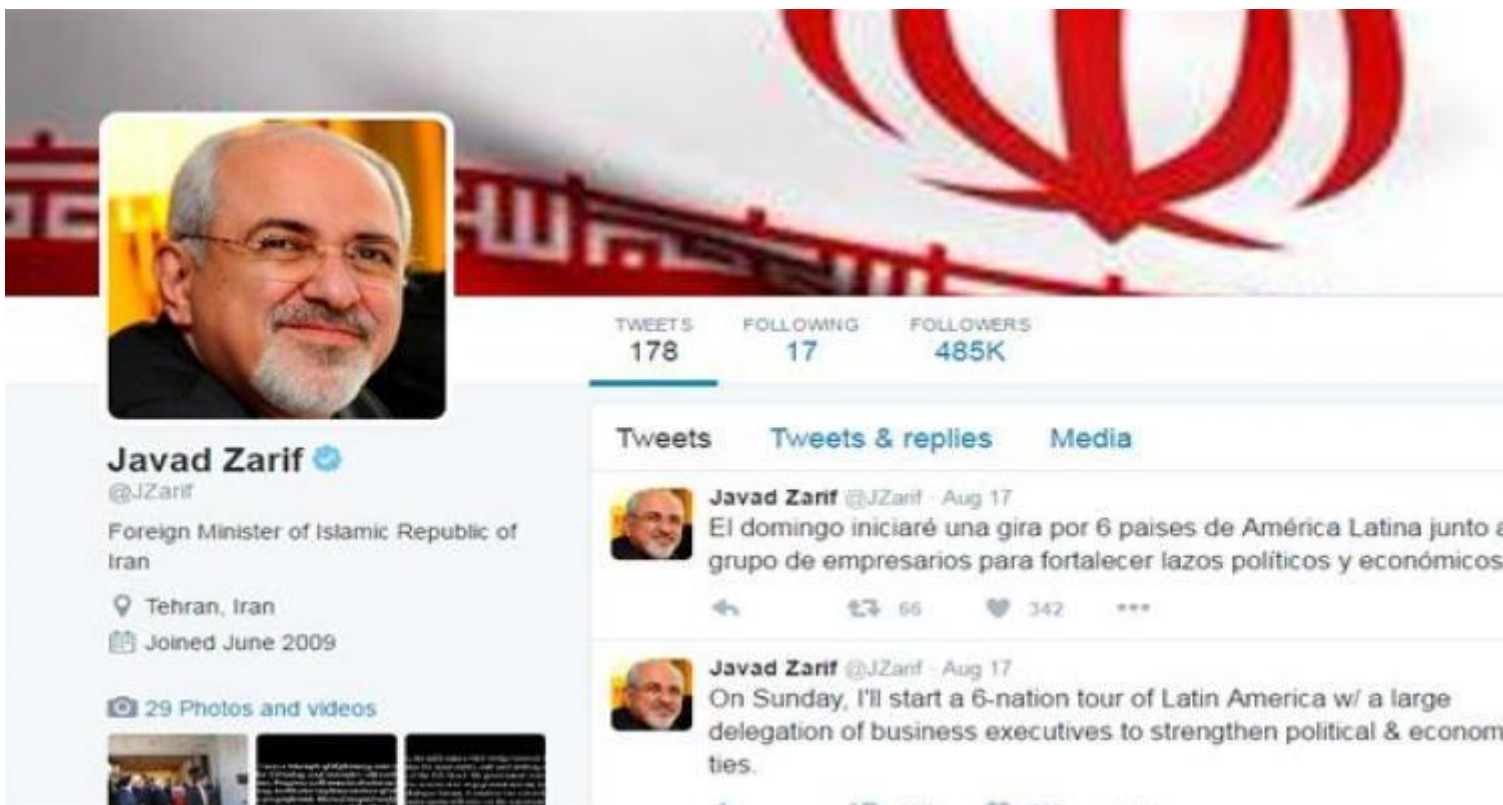 TWEETS
178
FOLLOWING
17
FOLLOWERS
485K
Javad Zarif
@JZarif
Foreign Minister of Islamic Republic of
Iran
Tehran, Iran
Joined June 2009
29 Photos and videos
Tweets Tweets & replies Media
Javad Zarif @JZarif · Aug 17
El domingo iniciaré una gira por 6 paises de América Latina junto a
grupo de empresarios para fortalecer lazos políticos y económicos
66 342
Javad Zarif @JZarif · Aug 17
On Sunday, I'll start a 6-nation tour of Latin America w/ a large
delegation of business executives to strengthen political & econom
ties.